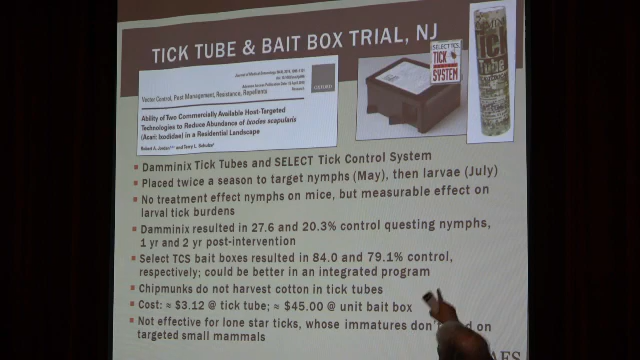 TICK TUBE & BAIT BOX TRIAL, NJ
Vector Control, Pest Management, Resistance, Repellents
OXFORD
Ability of Two Commercially Available Host-Targeted
Technologies to Reduce Abundance of Ixodes scapularis
(Acari: Ixodidae) in a Residential Landscape
SELECT TCS
TICK
SYSTEM
Tick
Tube
Damminix Tick Tubes and SELECT Tick Control System
Placed twice a season to target nymphs (May), then larvae (July)
No treatment effect nymphs on mice, but measurable effect on
larval tick burdens
Damminix resulted in 27.6 and 20.3% control questing nymphs,
1 yr and 2 yr post-intervention
Select TCS bait boxes resulted in 84.0 and 79.1% control,
respectively; could be better in an integrated program
Chipmunks do not harvest cotton in tick tubes
Cost: ≈ $3.12 @ tick tube; ≈ $45.00 @ unit bait box
Not effective for lone star ticks, whose immatures don't on
targeted small mammals